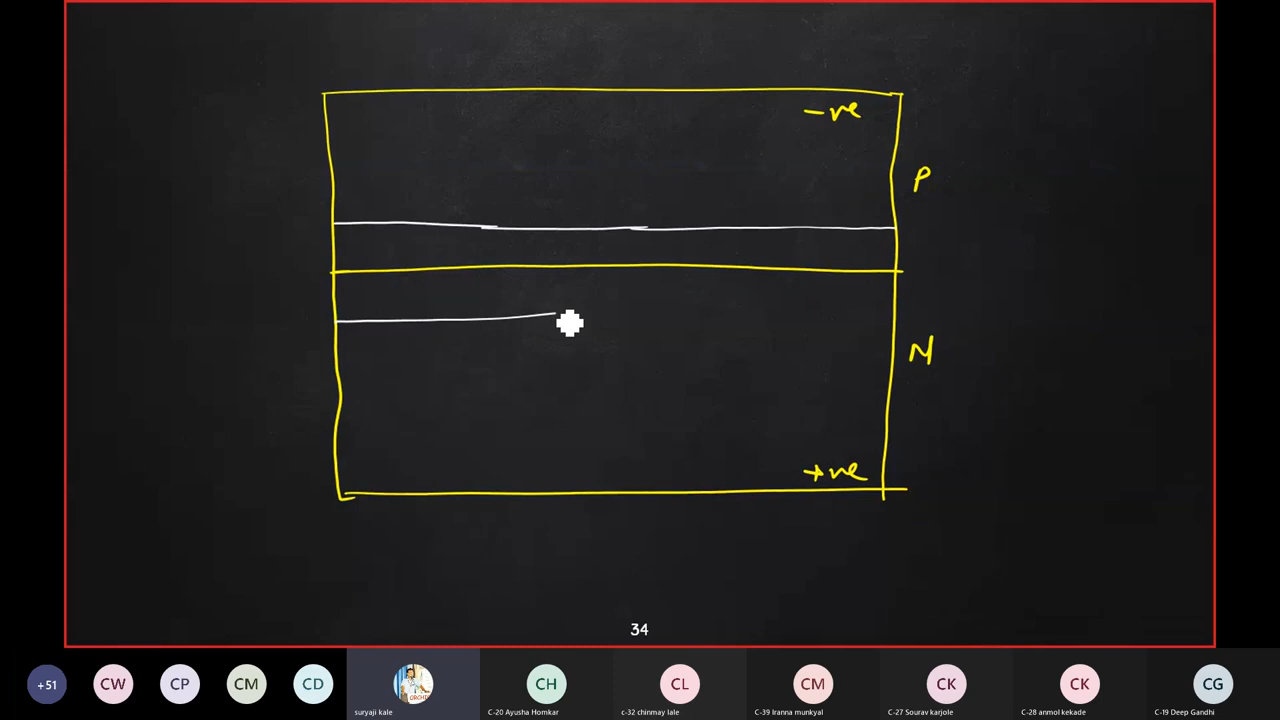 -ve
P
N
+ve
34
+51
CW
CP
CM
CD
CH
CL
CM
CK
CK
CG
suryaji kale
C-20 Ayusha Homkar
c-32 chinmay lale
C-39 Iranna munkyal
C-27 Sourav karjole
C-28 anmol kekade
C-19 Deep Gandhi